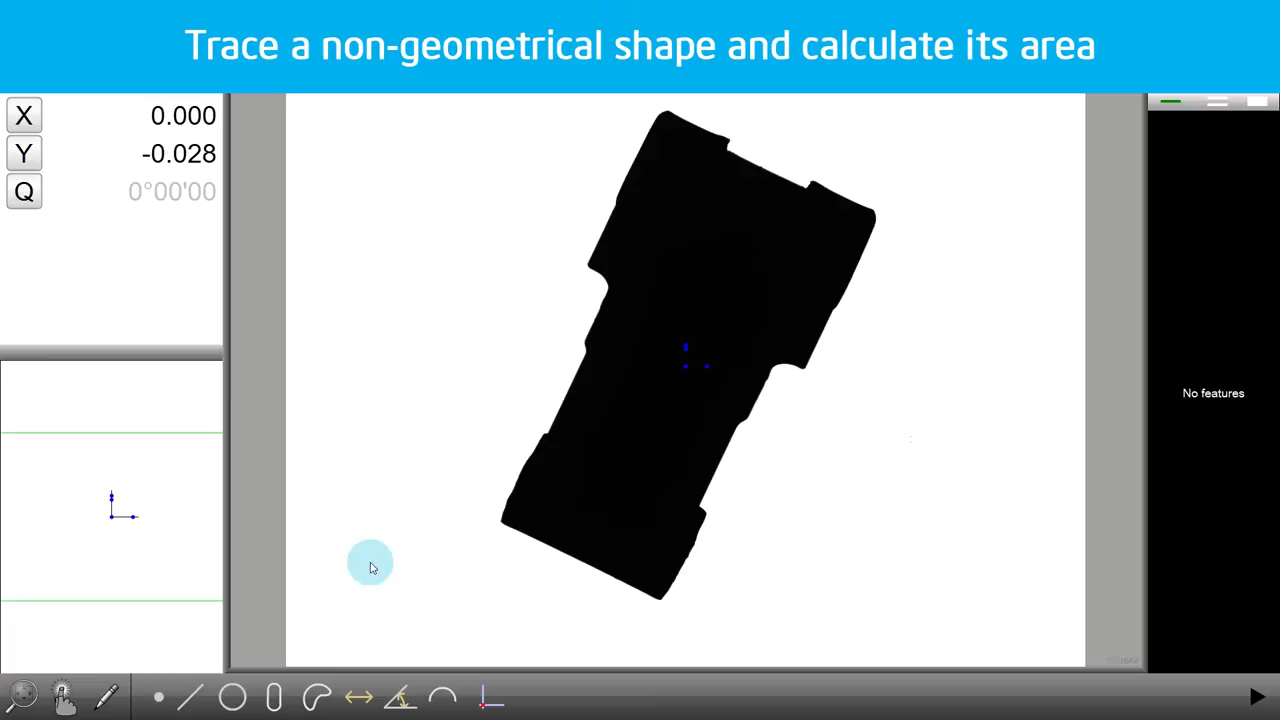 Trace a non-geometrical shape and calculate its area
X 0.000
Y -0.028
Q 0°00'00
No features